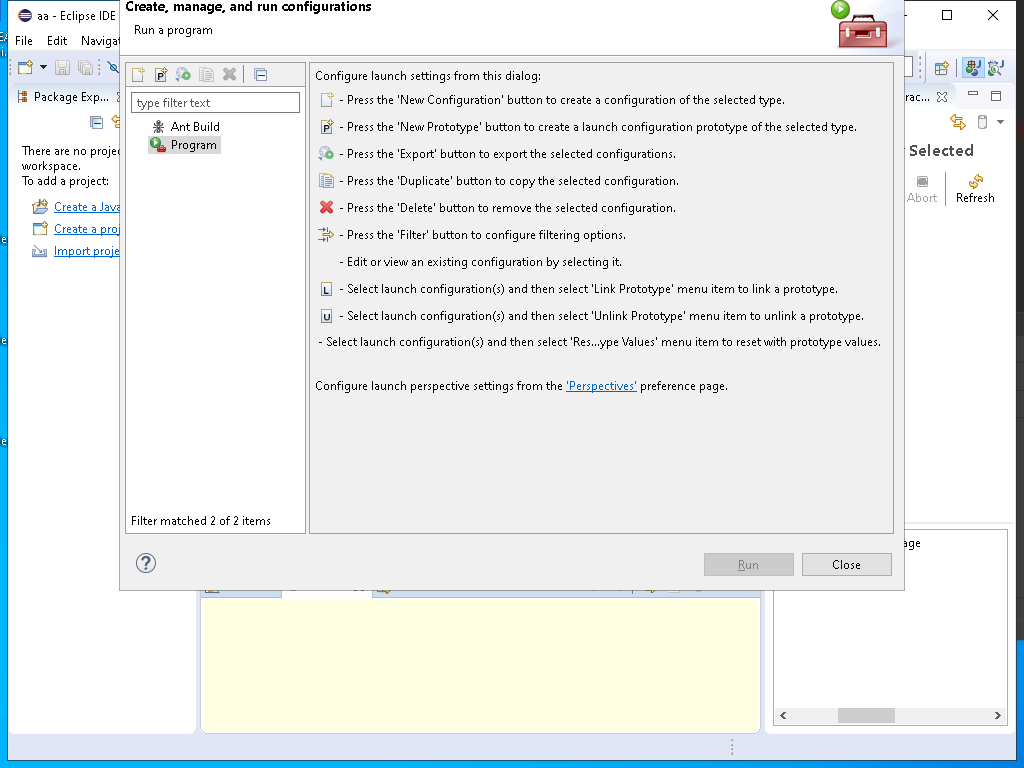 Create, manage, and run configurations
aa - Eclipse IDE
Run a program
File Edit Navigat
Package Exp...
type filter text
Ant Build
Program
Filter matched 2 of 2 items
There are no projec
workspace.
To add a project:
Create a Java
Create a proj
Import proje
Configure launch settings from this dialog:
- Press the 'New Configuration' button to create a configuration of the selected type.
- Press the 'New Prototype' button to create a launch configuration prototype of the selected type.
- Press the 'Export' button to export the selected configurations.
- Press the 'Duplicate' button to copy the selected configuration.
- Press the 'Delete' button to remove the selected configuration.
- Press the 'Filter' button to configure filtering options.
- Edit or view an existing configuration by selecting it.
L - Select launch configuration(s) and then select 'Link Prototype' menu item to link a prototype.
U - Select launch configuration(s) and then select 'Unlink Prototype' menu item to unlink a prototype.
- Select launch configuration(s) and then select 'Res...ype Values' menu item to reset with prototype values.
Configure launch perspective settings from the 'Perspectives' preference page.
Run Close
rac...
Selected
Abort Refresh
age